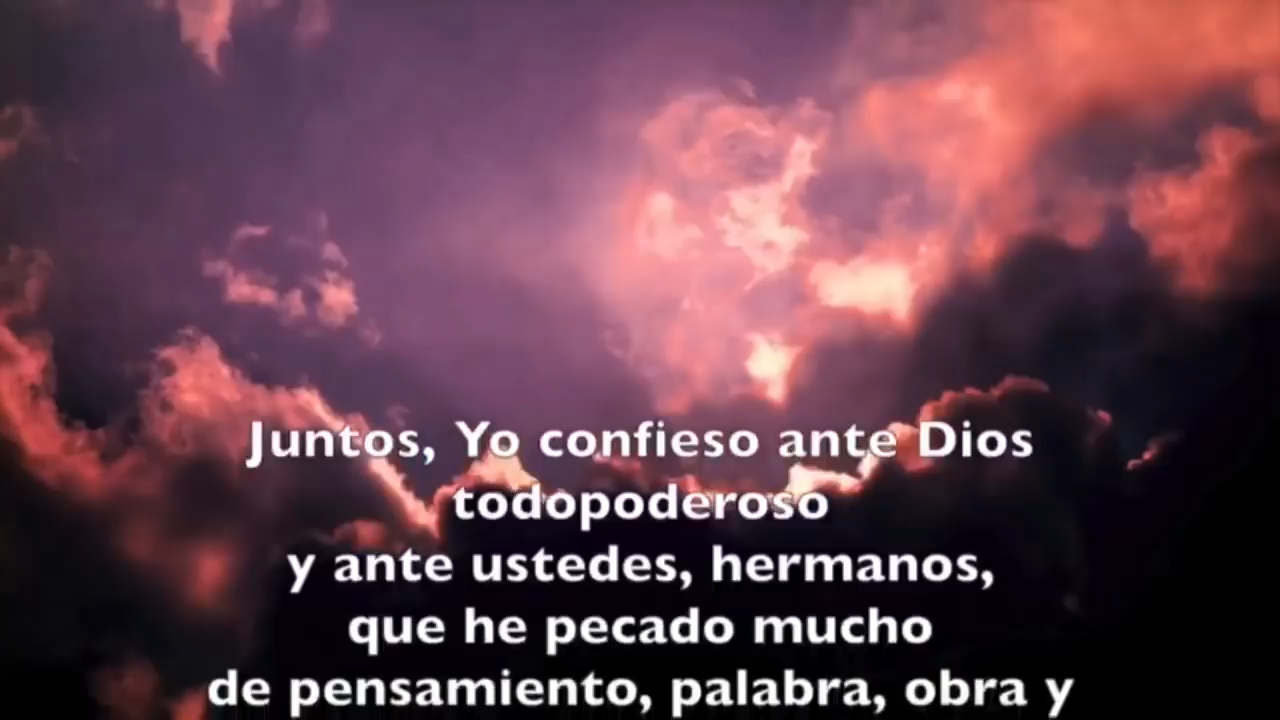 Juntos, Yo confieso ante Dios
todopoderoso
y ante ustedes, hermanos,
que he pecado mucho
de pensamiento, palabra, obra y